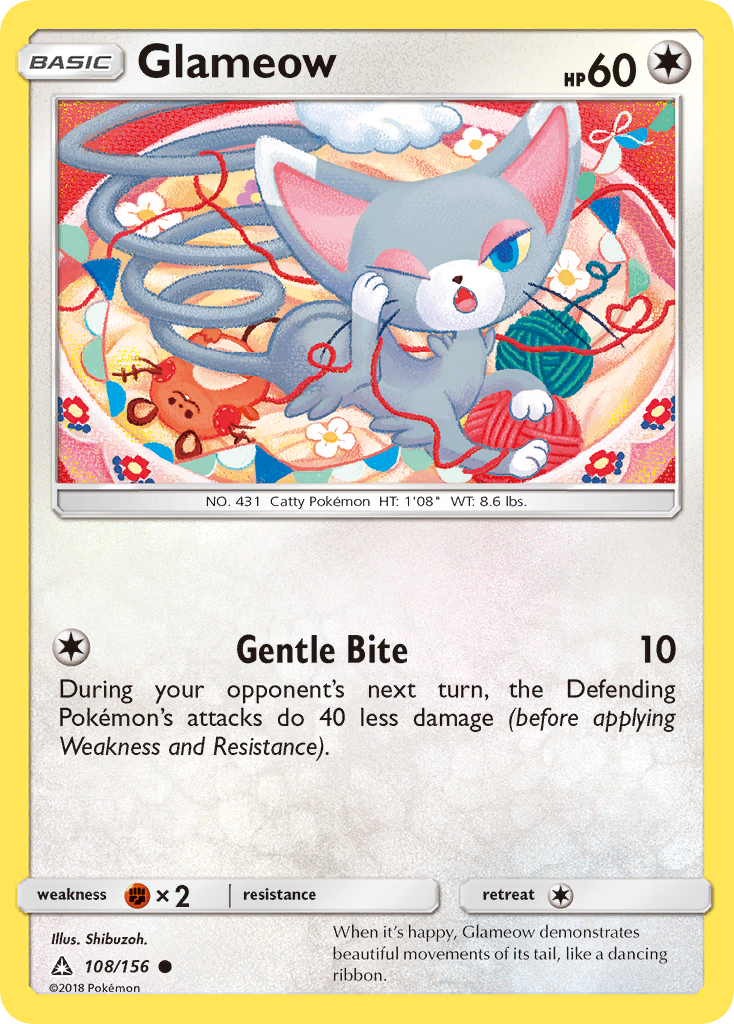 BASIC
Glameow
HP60
NO. 431 Catty Pokémon HT: 1'08" WT: 8.6 lbs.
Gentle Bite 10
During your opponent's next turn, the Defending
Pokémon's attacks do 40 less damage (before applying
Weakness and Resistance).
weakness × 2 resistance retreat
Illus. Shibuzoh.
108/156
©2018 Pokémon
When it's happy, Glameow demonstrates
beautiful movements of its tail, like a dancing
ribbon.